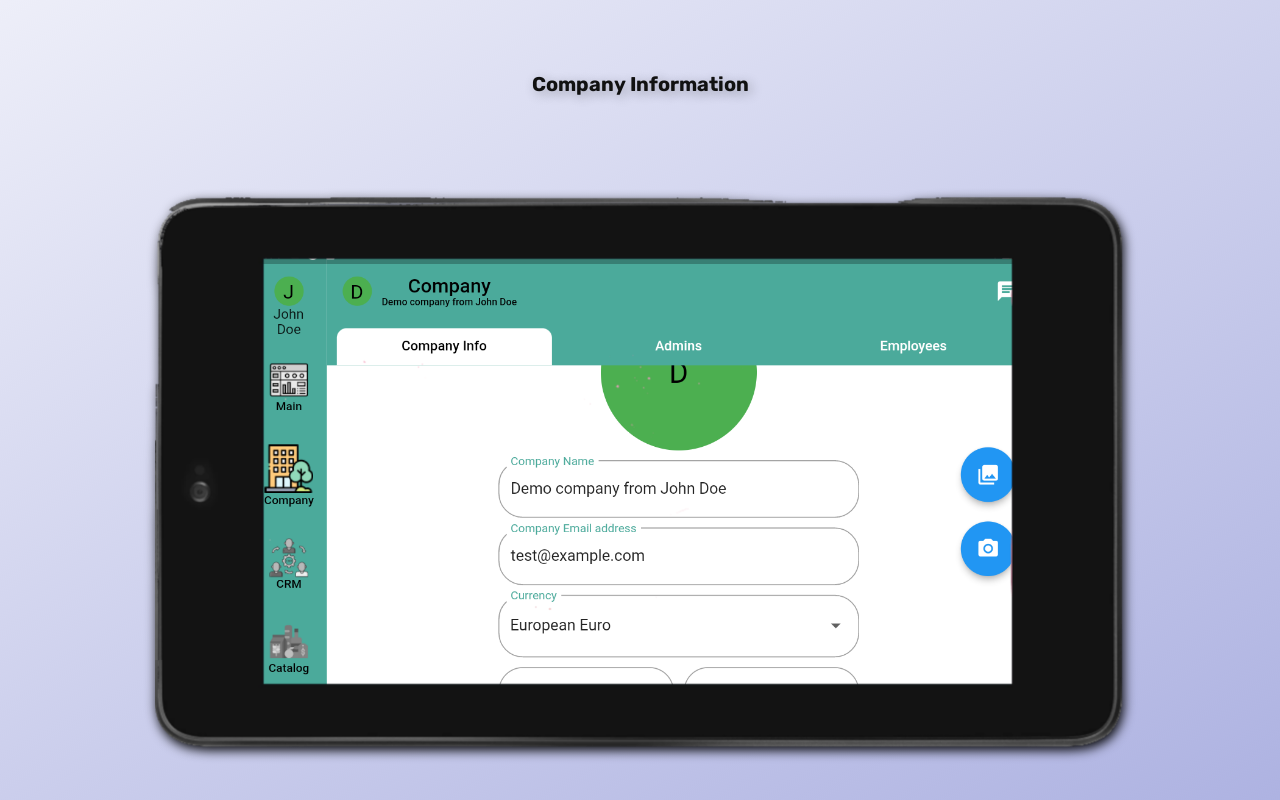 Company Information
J
John
Doe
D
Company
Demo company from John Doe
Company Info
Admins
Employees
Main
Company
CRM
Catalog
D
Company Name
Demo company from John Doe
Company Email address
test@example.com
Currency
European Euro